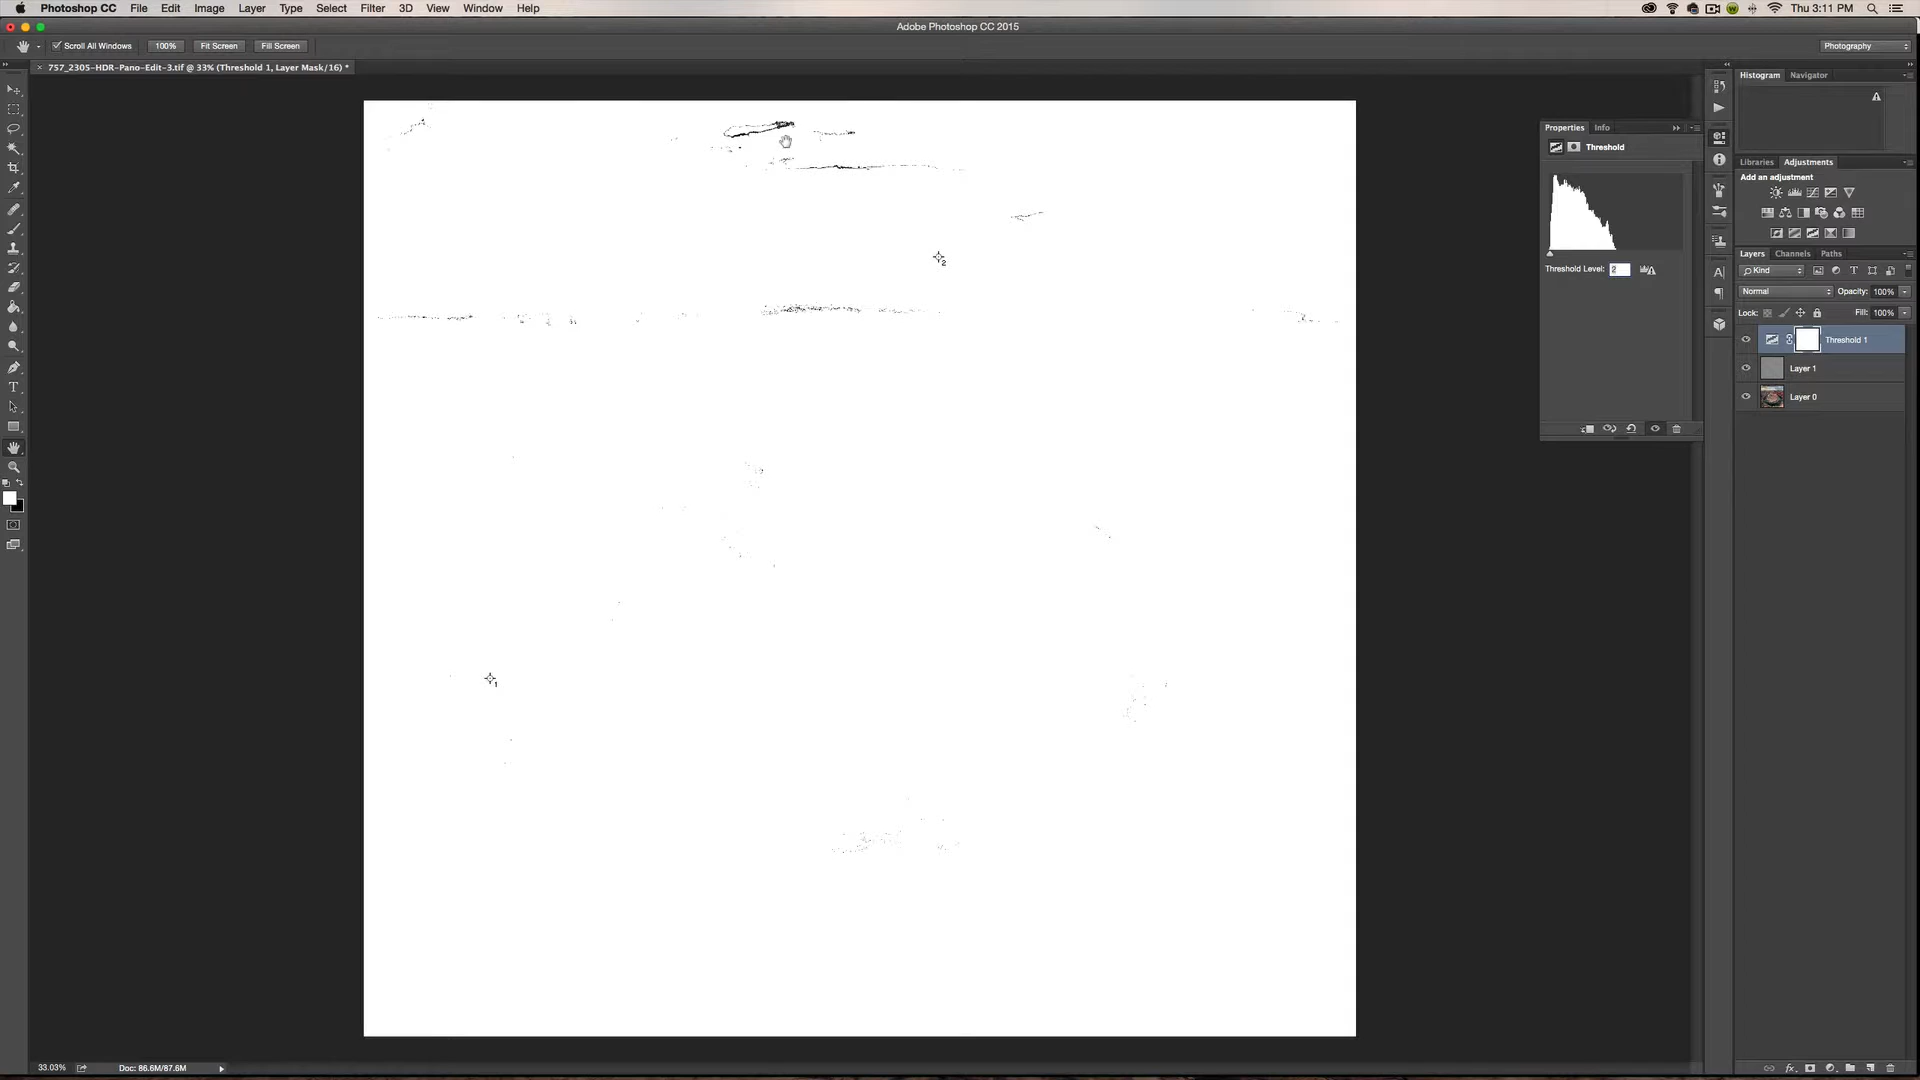 Photoshop CC File Edit Image Layer Type Select Filter 3D View Window Help Thu 3:11 PM
Adobe Photoshop CC 2015
Scroll All Windows 100% Fit Screen Fill Screen Photography
757_2305-HDR-Pano-Edit-3.tif @ 33% (Threshold 1, Layer Mask/16) *
Histogram Navigator
Properties Info
Threshold
Libraries Adjustments
Add an adjustment
Layers Channels Paths
Threshold Level: 2
Kind
Normal Opacity: 100%
Lock: Fill: 100%
Threshold 1
Layer 1
Layer 0
2
1
33.03% Doc: 86.6M/87.6M